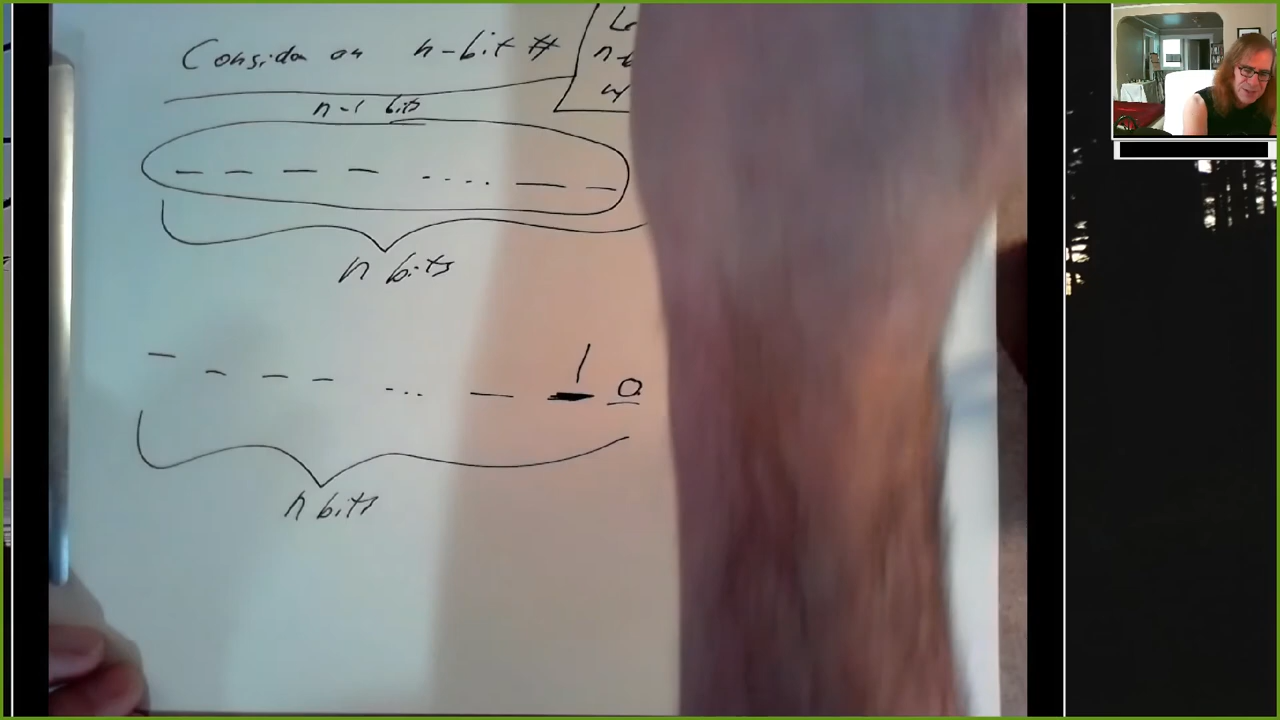 Consider an n-bit #
n-1 bits
n bits
1 0
n bits